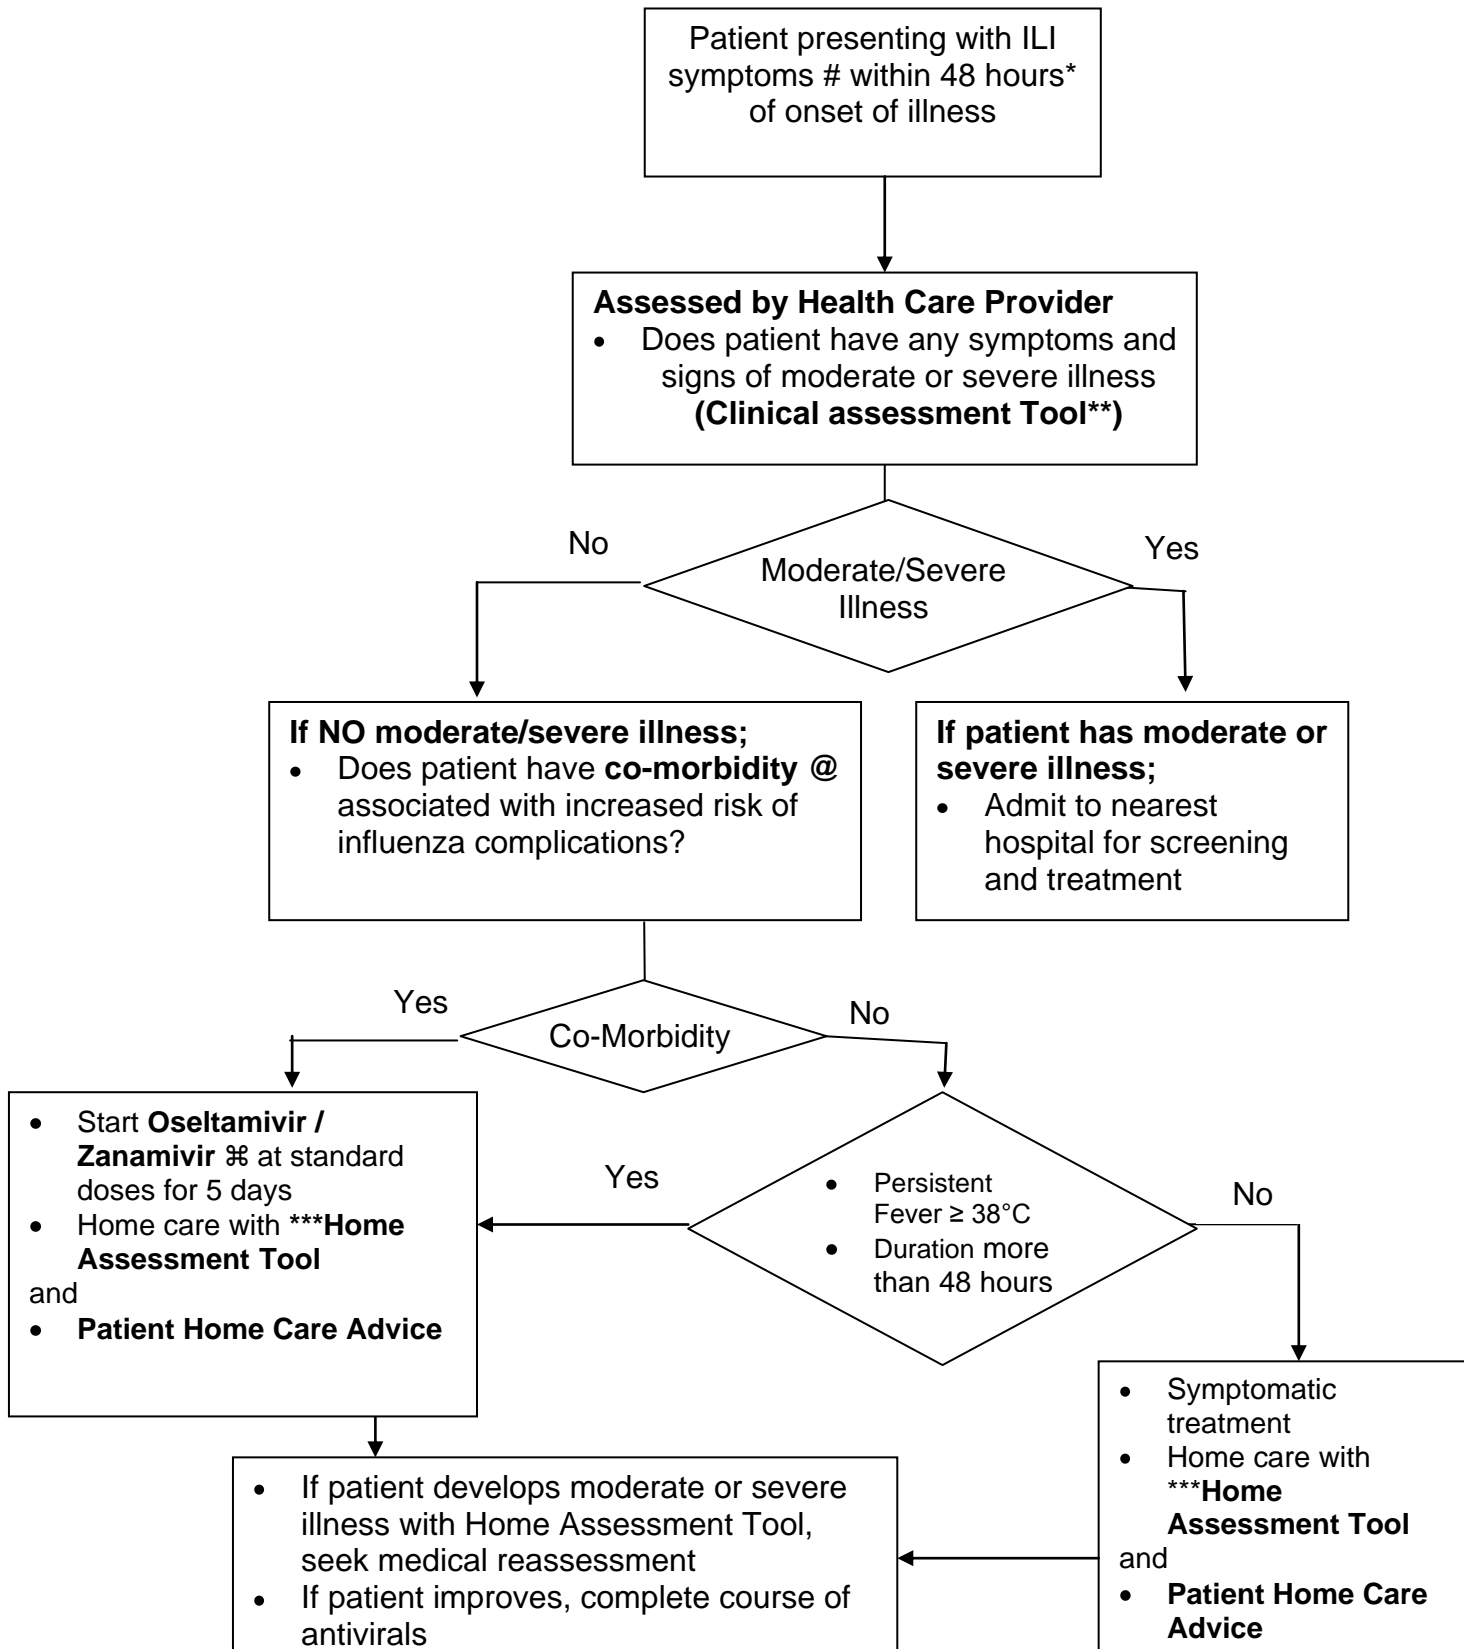 Patient presenting with ILI
symptoms # within 48 hours*
of onset of illness
Assessed by Health Care Provider
• Does patient have any symptoms and
signs of moderate or severe illness
(Clinical assessment Tool**)
No
Yes
Moderate/Severe
Illness
If NO moderate/severe illness;
• Does patient have co-morbidity @
associated with increased risk of
influenza complications?
If patient has moderate or
severe illness;
• Admit to nearest
hospital for screening
and treatment
Yes
No
Co-Morbidity
• Start Oseltamivir /
Zanamivir ⌘ at standard
doses for 5 days
• Home care with ***Home
Assessment Tool
and
• Patient Home Care Advice
Yes
• Persistent
Fever ≥ 38°C
• Duration more
than 48 hours
No
• Symptomatic
treatment
• Home care with
***Home
Assessment Tool
and
• Patient Home Care
Advice
• If patient develops moderate or severe
illness with Home Assessment Tool,
seek medical reassessment
• If patient improves, complete course of
antivirals